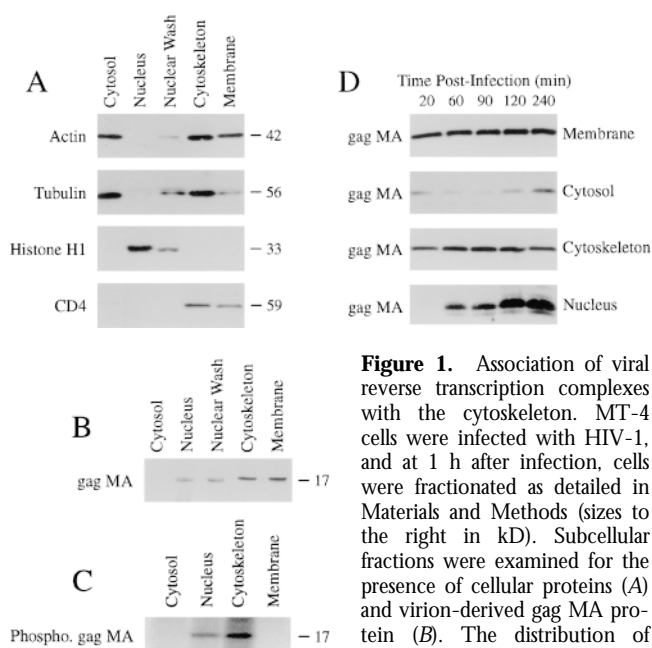 A
Cytosol
Nucleus
Nuclear Wash
Cytoskeleton
Membrane
Actin
– 42
Tubulin
– 56
Histone H1
– 33
CD4
– 59
B
Cytosol
Nucleus
Nuclear Wash
Cytoskeleton
Membrane
gag MA
– 17
C
Cytosol
Nucleus
Cytoskeleton
Membrane
Phospho. gag MA
– 17
D
Time Post-Infection (min)
20 60 90 120 240
gag MA Membrane
gag MA Cytosol
gag MA Cytoskeleton
gag MA Nucleus
Figure 1. Association of viral
reverse transcription complexes
with the cytoskeleton. MT-4
cells were infected with HIV-1,
and at 1 h after infection, cells
were fractionated as detailed in
Materials and Methods (sizes to
the right in kD). Subcellular
fractions were examined for the
presence of cellular proteins (A)
and virion-derived gag MA pro-
tein (B). The distribution of